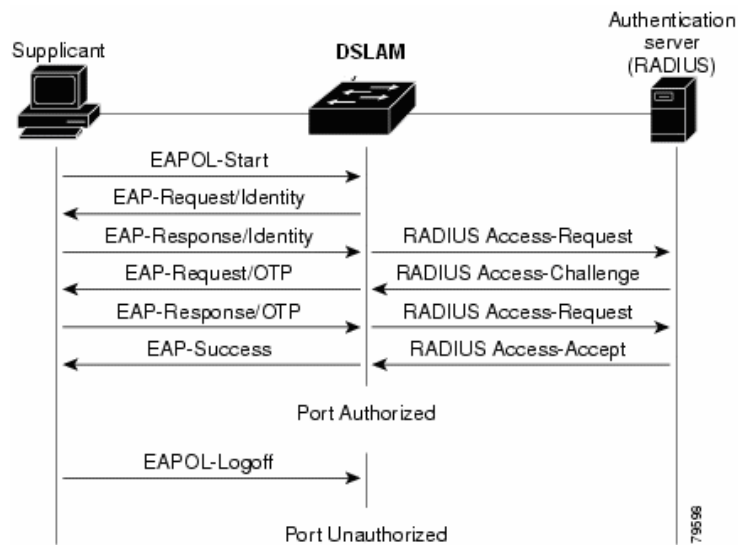 Supplicant
DSLAM
Authentication
server
(RADIUS)
EAPOL-Start
EAP-Request/Identity
EAP-Response/Identity
RADIUS Access-Request
EAP-Request/OTP
RADIUS Access-Challenge
EAP-Response/OTP
RADIUS Access-Request
EAP-Success
RADIUS Access-Accept
Port Authorized
EAPOL-Logoff
Port Unauthorized
79599